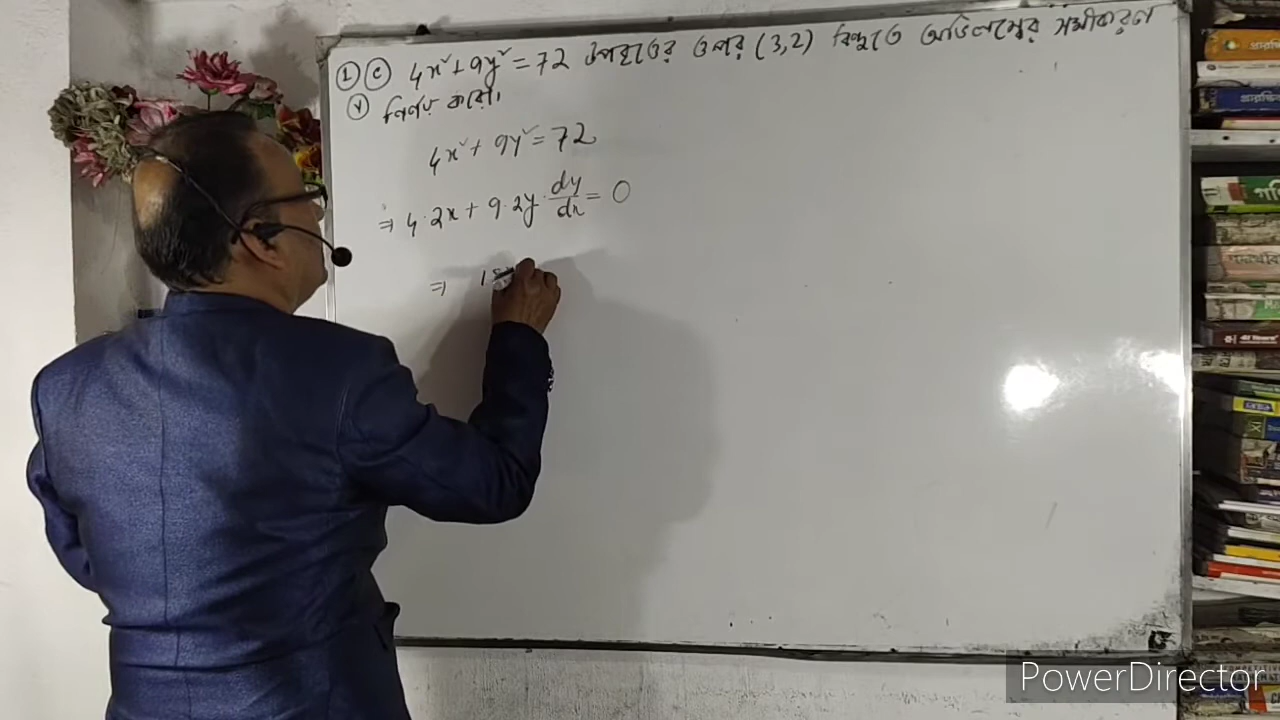 ① ⓒ 4x² + 9y² = 72 উপবৃত্তের ওপর (3,2) বিন্দুতে অভিলম্বের সমীকরণ
Ⓥ নির্ণয় করো।
4x² + 9y² = 72
⇒ 4·2x + 9·2y·dy/dx = 0
⇒ 18
PowerDirector